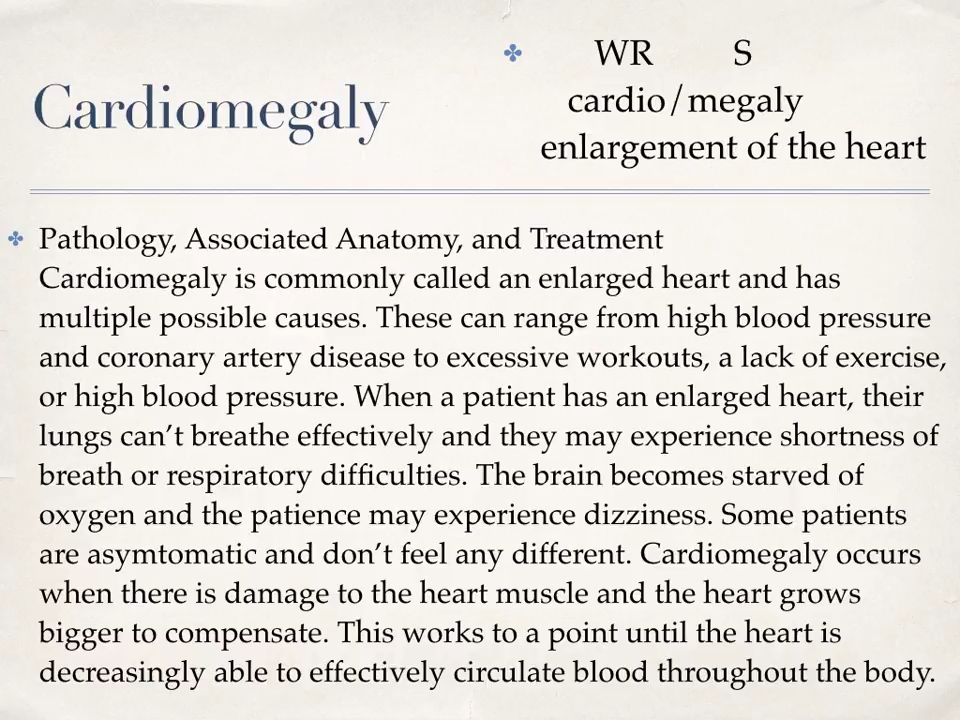 Cardiomegaly
WR S
cardio/megaly
enlargement of the heart
Pathology, Associated Anatomy, and Treatment
Cardiomegaly is commonly called an enlarged heart and has
multiple possible causes. These can range from high blood pressure
and coronary artery disease to excessive workouts, a lack of exercise,
or high blood pressure. When a patient has an enlarged heart, their
lungs can’t breathe effectively and they may experience shortness of
breath or respiratory difficulties. The brain becomes starved of
oxygen and the patience may experience dizziness. Some patients
are asymtomatic and don’t feel any different. Cardiomegaly occurs
when there is damage to the heart muscle and the heart grows
bigger to compensate. This works to a point until the heart is
decreasingly able to effectively circulate blood throughout the body.